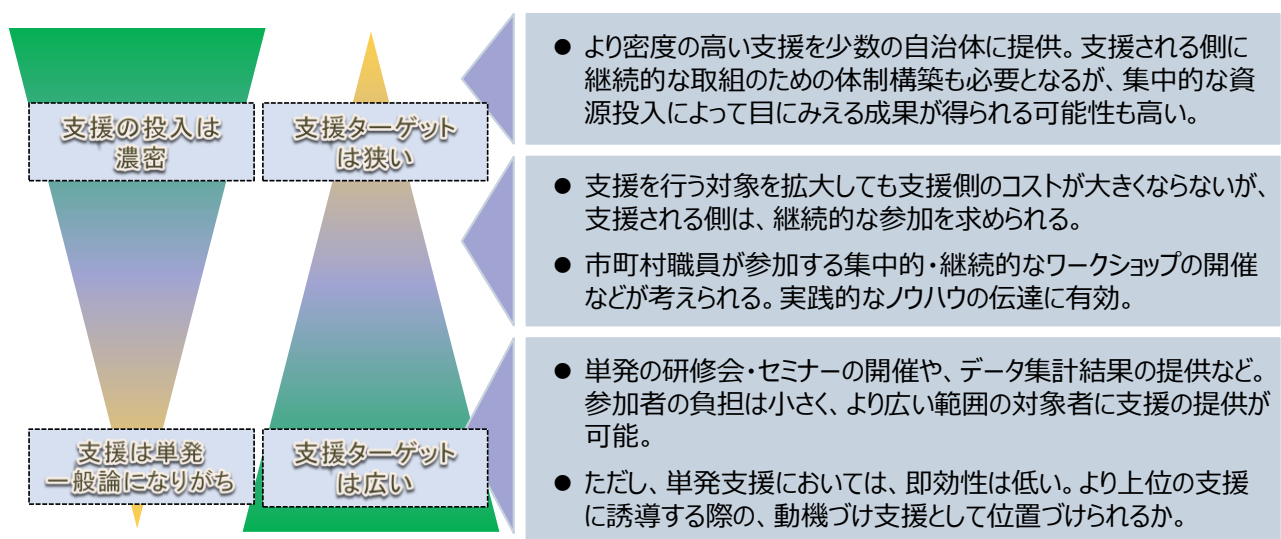 支援の投入は
濃密
支援ターゲット
は狭い
● より密度の高い支援を少数の自治体に提供。支援される側に
継続的な取組のための体制構築も必要となるが、集中的な資
源投入によって目にみえる成果が得られる可能性も高い。
● 支援を行う対象を拡大しても支援側のコストが大きくならないが、
支援される側は、継続的な参加を求められる。
● 市町村職員が参加する集中的・継続的なワークショップの開催
などが考えられる。実践的なノウハウの伝達に有効。
支援は単発
一般論になりがち
支援ターゲット
は広い
● 単発の研修会・セミナーの開催や、データ集計結果の提供など。
参加者の負担は小さく、より広い範囲の対象者に支援の提供が
可能。
● ただし、単発支援においては、即効性は低い。より上位の支援
に誘導する際の、動機づけ支援として位置づけられるか。